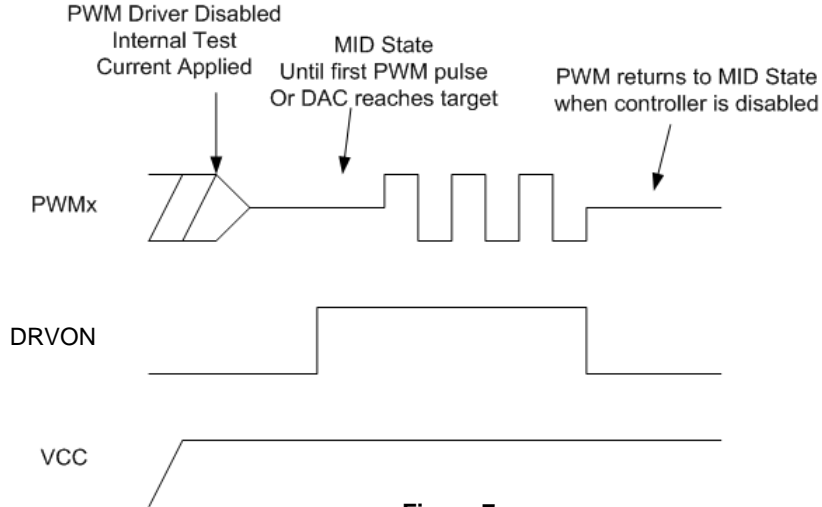 PWM Driver Disabled
Internal Test
Current Applied
MID State
Until first PWM pulse
Or DAC reaches target
PWM returns to MID State
when controller is disabled
PWMx
DRVON
VCC